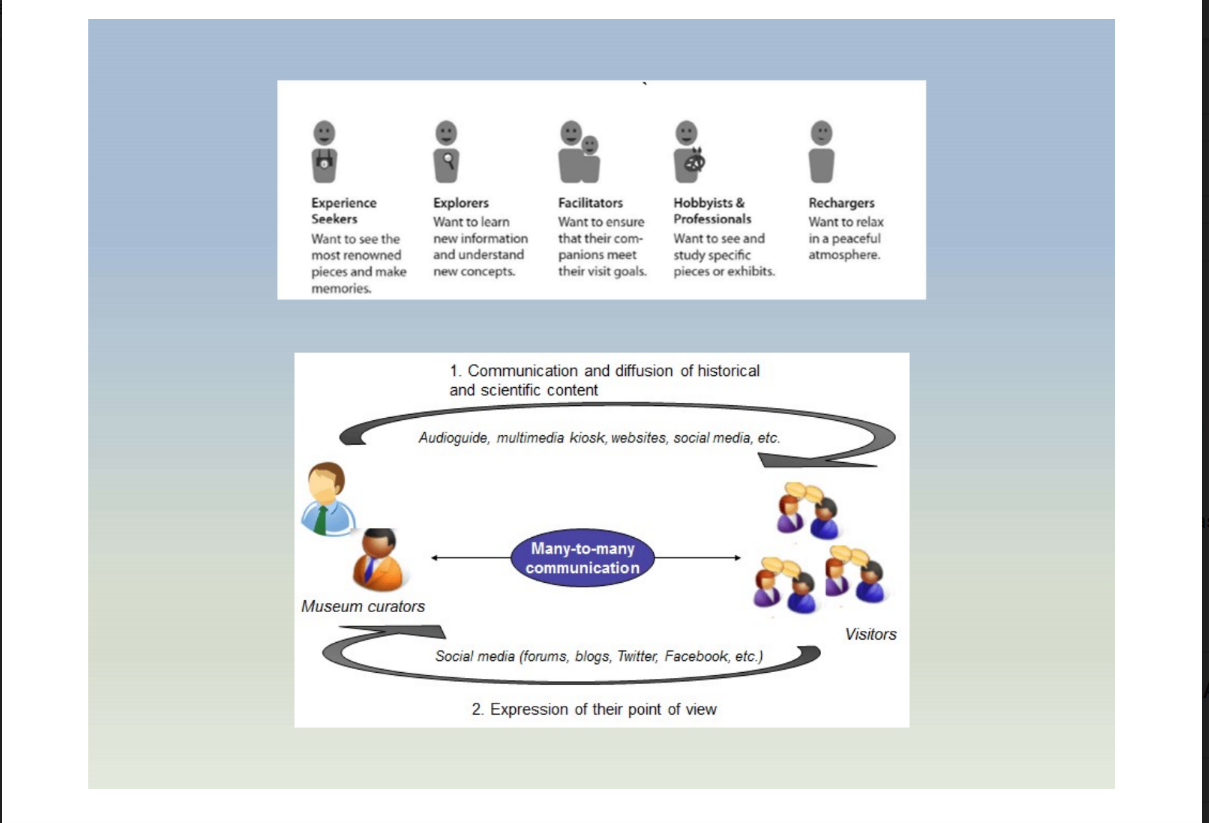 Experience
Seekers
Want to see the
most renowned
pieces and make
memories.
Explorers
Want to learn
new information
and understand
new concepts.
Facilitators
Want to ensure
that their com-
panions meet
their visit goals.
Hobbyists &
Professionals
Want to see and
study specific
pieces or exhibits.
Rechargers
Want to relax
in a peaceful
atmosphere.
1. Communication and diffusion of historical
and scientific content
Audioguide, multimedia kiosk, websites, social media, etc.
Many-to-many
communication
Museum curators
Visitors
Social media (forums, blogs, Twitter, Facebook, etc.)
2. Expression of their point of view